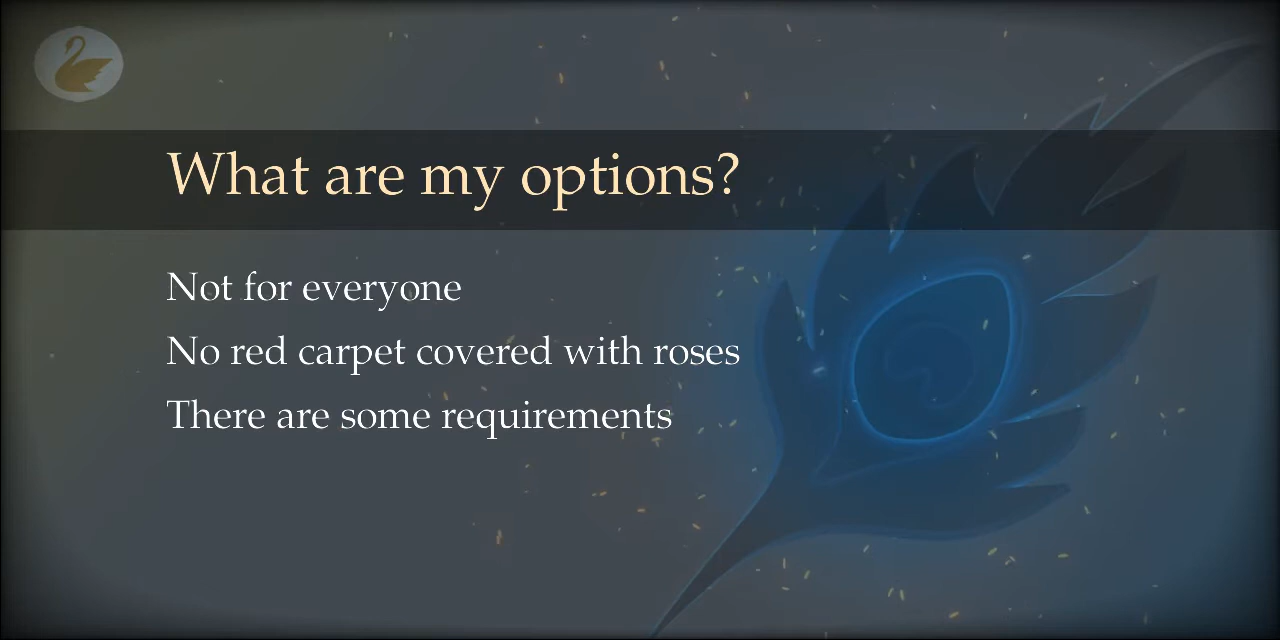 What are my options?
Not for everyone
No red carpet covered with roses
There are some requirements